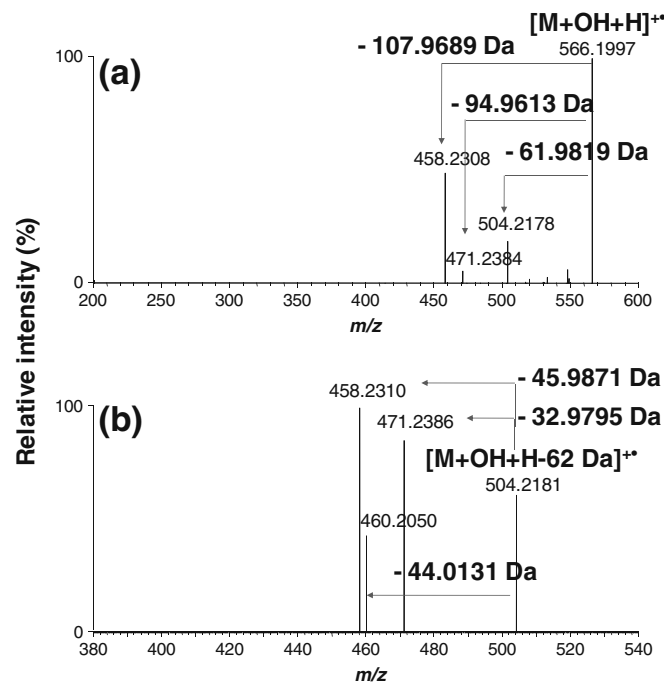 [M+OH+H]+•
- 107.9689 Da
566.1997
100
(a)
- 94.9613 Da
458.2308
- 61.9819 Da
504.2178
471.2384
0
200 250 300 350 400 450 500 550 600
m/z
Relative intensity (%)
- 45.9871 Da
458.2310
- 32.9795 Da
100
(b)
471.2386
[M+OH+H-62 Da]+•
504.2181
460.2050
- 44.0131 Da
0
380 400 420 440 460 480 500 520 540
m/z